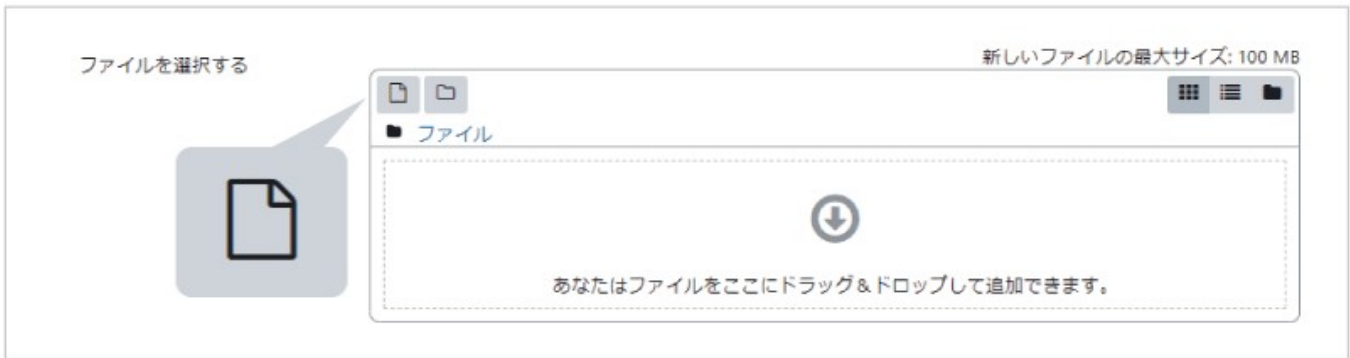 ファイルを選択する
新しいファイルの最大サイズ: 100 MB
ファイル
あなたはファイルをここにドラッグ&ドロップして追加できます。